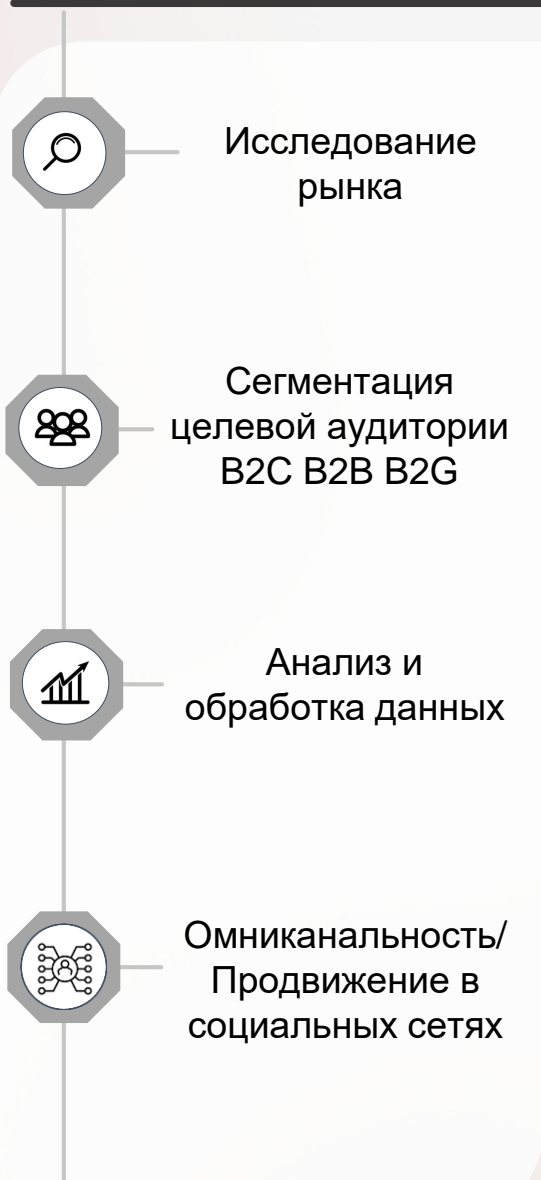 Исследование
рынка
Сегментация
целевой аудитории
B2C B2B B2G
Анализ и
обработка данных
Омниканальность/
Продвижение в
социальных сетях